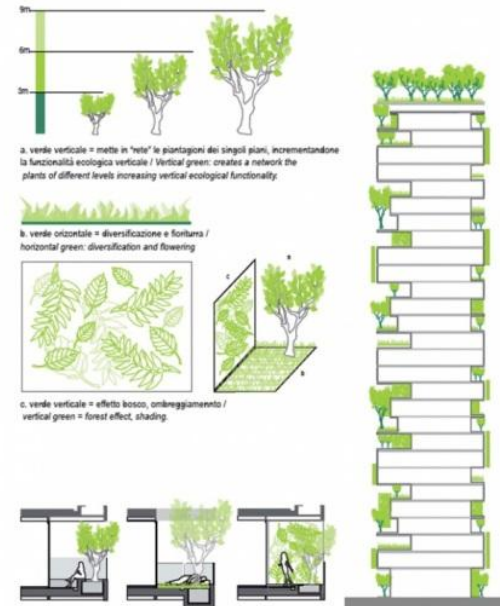 9m
6m
3m
a. verde verticale = mette in "rete" le piantagioni dei singoli piani, incrementandone
la funzionalità ecologica verticale / Vertical green: creates a network the
plants of different levels increasing vertical ecological functionality.
b. verde orizontale = diversificazione e fioritura /
horizontal green: diversification and flowering
c. verde verticale = effetto bosco, ombreggiamennto /
vertical green = forest effect, shading.